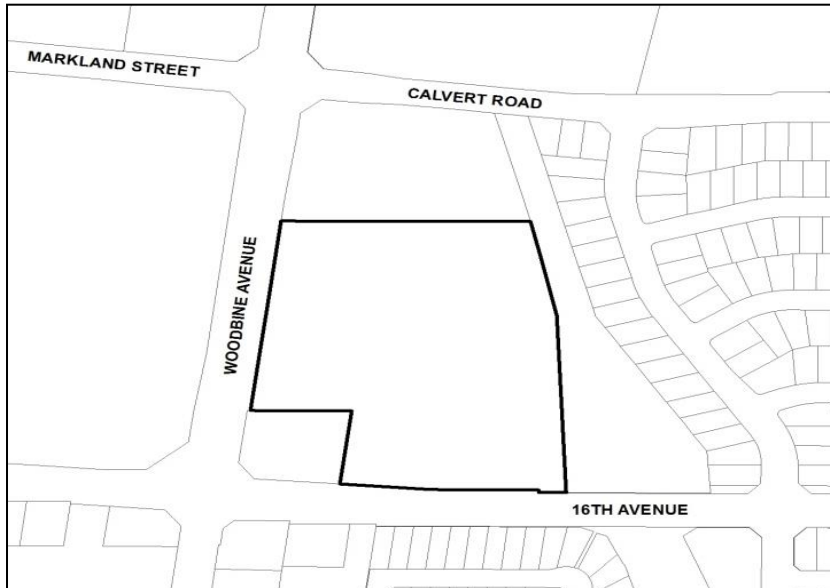 MARKLAND STREET
CALVERT ROAD
WOODBINE AVENUE
16TH AVENUE